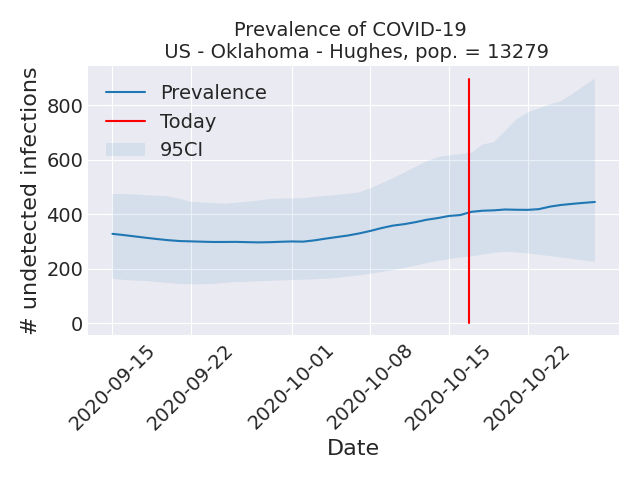 Prevalence of COVID-19
US - Oklahoma - Hughes, pop. = 13279
# undetected infections
800
600
400
200
0
Prevalence
Today
95CI
2020-09-15
2020-09-22
2020-10-01
2020-10-08
2020-10-15
2020-10-22
Date